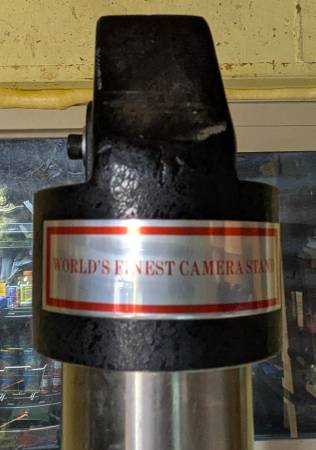 WORLD'S FINEST CAMERA STAND